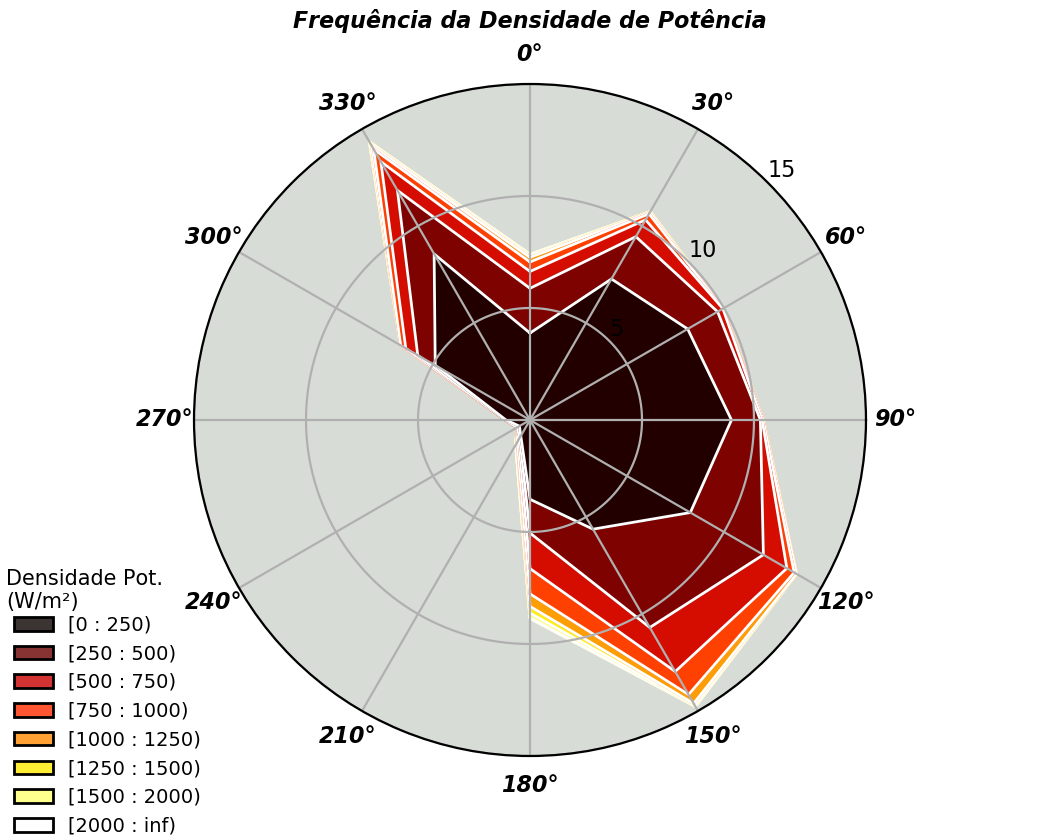 Frequência da Densidade de Potência
0°
330°
30°
15
300°
60°
10
5
270°
90°
240°
120°
210°
150°
180°
Densidade Pot.
(W/m²)
[0 : 250)
[250 : 500)
[500 : 750)
[750 : 1000)
[1000 : 1250)
[1250 : 1500)
[1500 : 2000)
[2000 : inf)